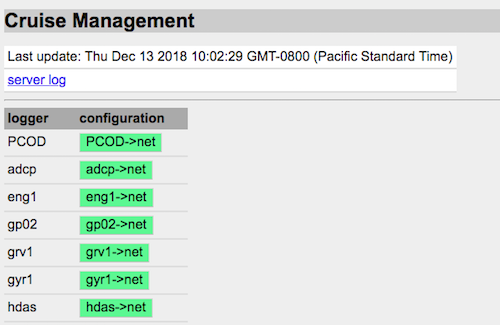 Cruise Management
Last update: Thu Dec 13 2018 10:02:29 GMT-0800 (Pacific Standard Time)
server log
logger configuration
PCOD PCOD->net
adcp adcp->net
eng1 eng1->net
gp02 gp02->net
grv1 grv1->net
gyr1 gyr1->net
hdas hdas->net